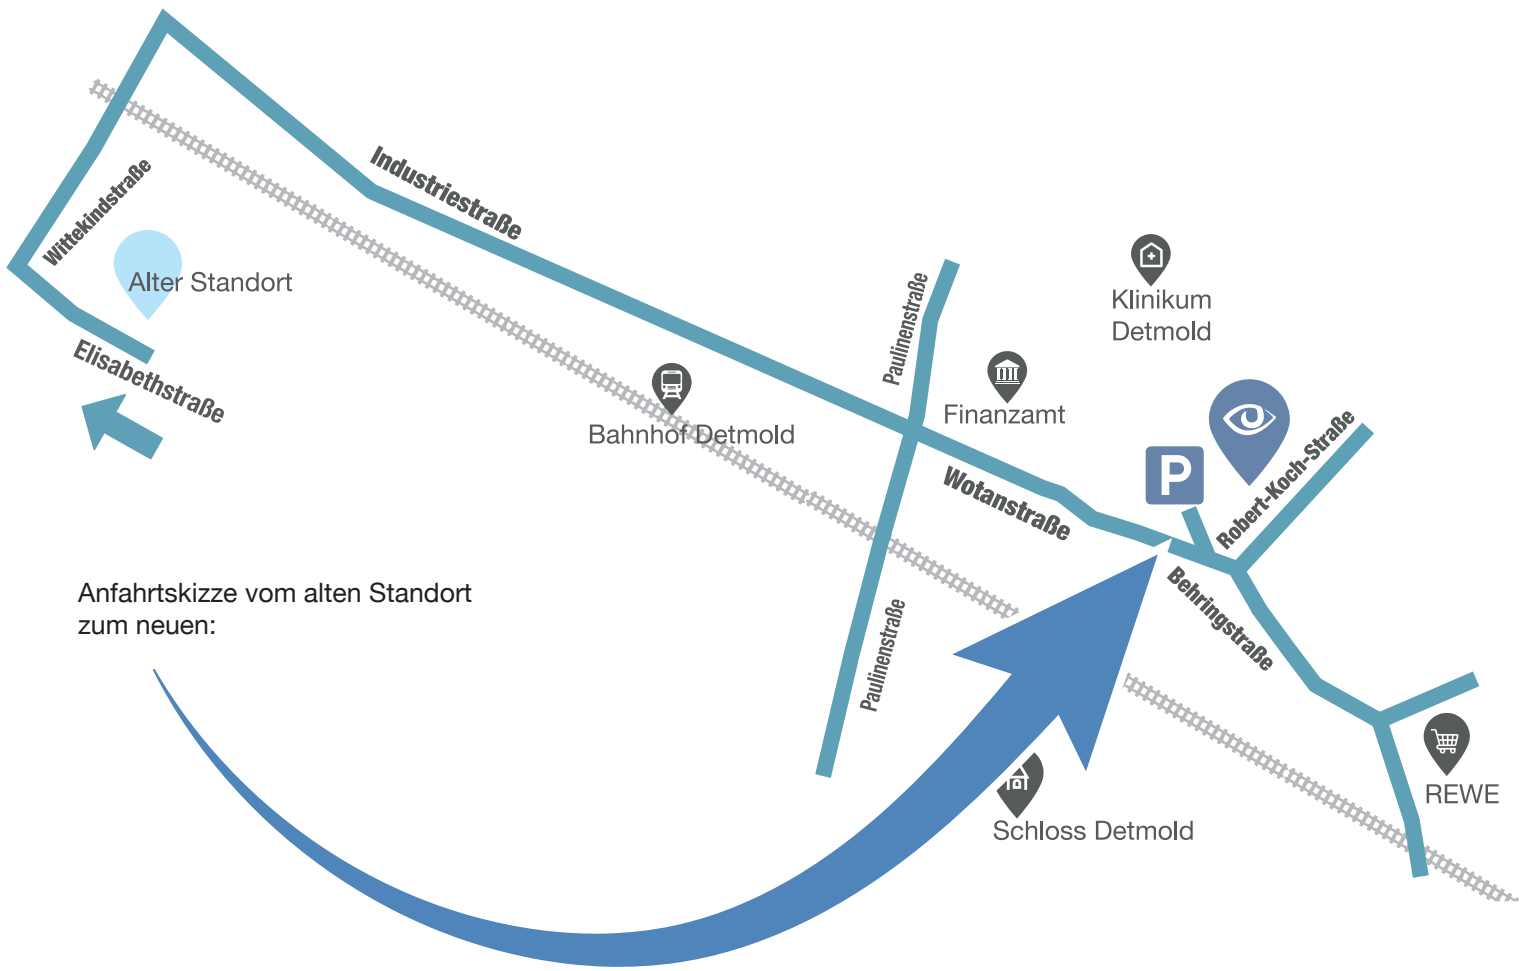 Industriestraße
Wittekindstraße
Alter Standort
Elisabethstraße
Paulinenstraße
Klinikum
Detmold
Finanzamt
Bahnhof Detmold
Wotanstraße
P
Robert-Koch-Straße
Behringstraße
Anfahrtskizze vom alten Standort
zum neuen:
Paulinenstraße
REWE
Schloss Detmold